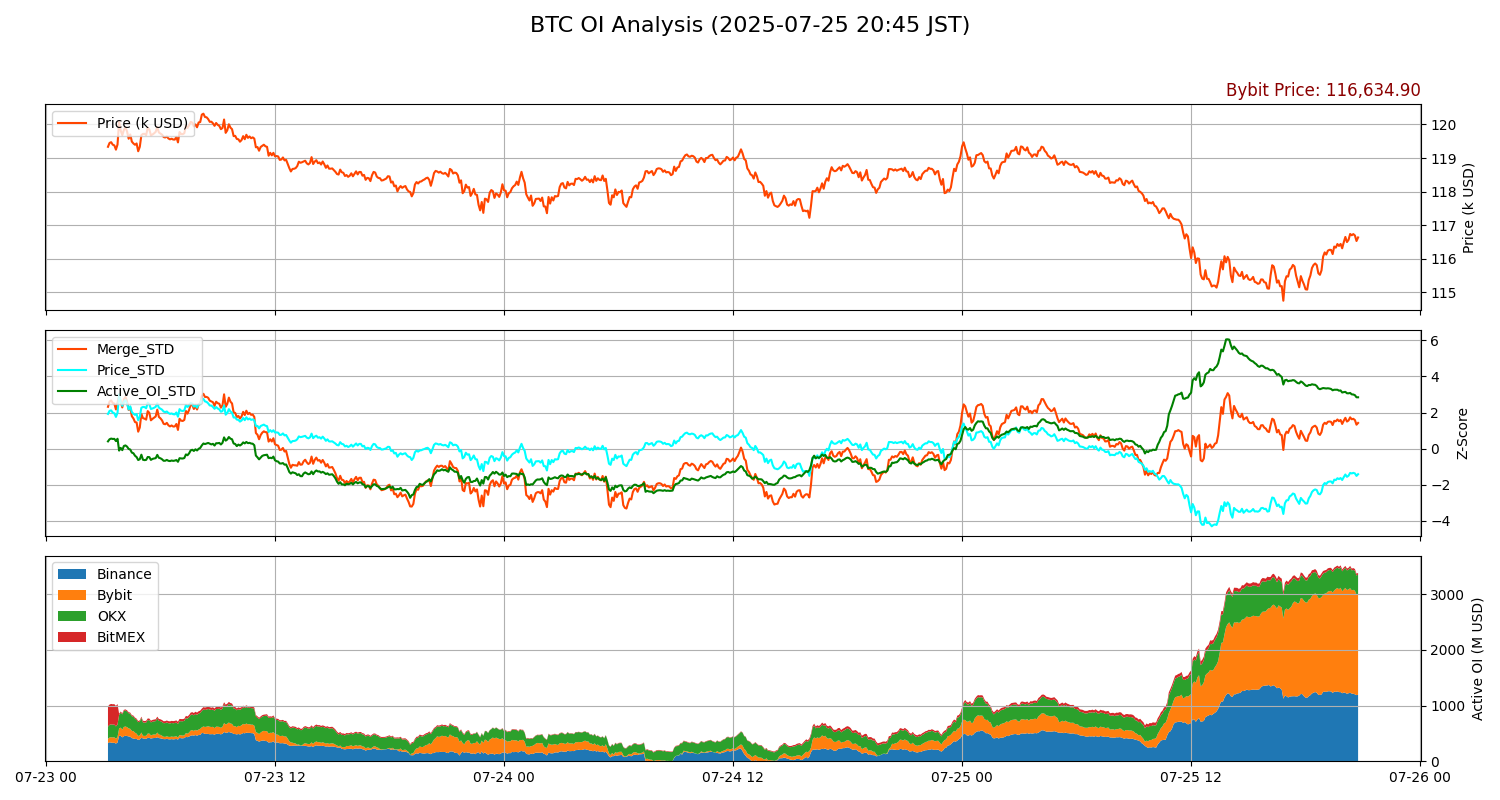 BTC OI Analysis (2025-07-25 20:45 JST)
Bybit Price: 116,634.90
Price (k USD)
120
119
118
117
116
115
Price (k USD)
Merge_STD
Price_STD
Active_OI_STD
6
4
2
0
−2
−4
Z-Score
Binance
Bybit
OKX
BitMEX
3000
2000
1000
0
Active OI (M USD)
07-23 00
07-23 12
07-24 00
07-24 12
07-25 00
07-25 12
07-26 00